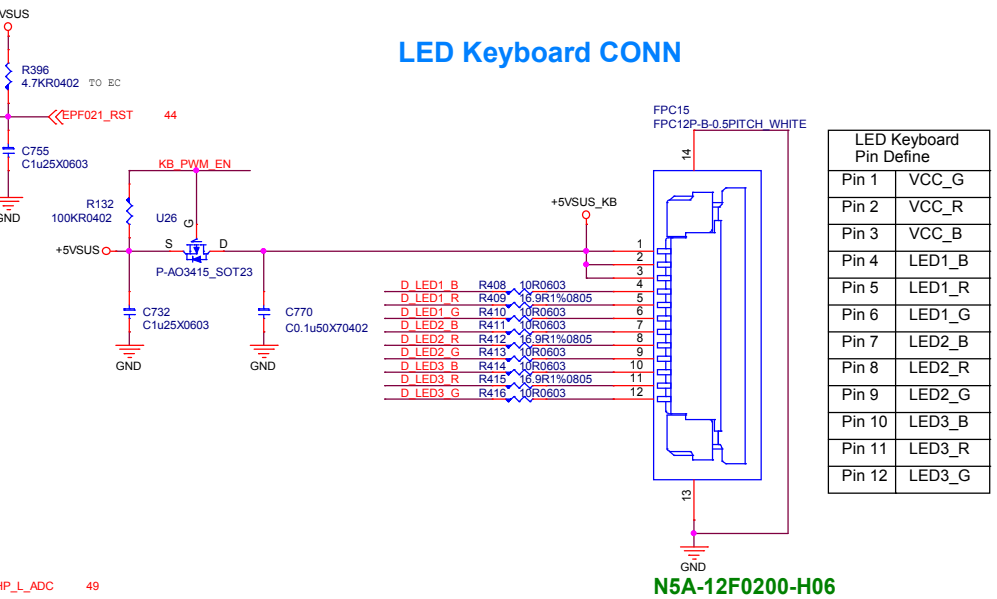 VSUS
LED Keyboard CONN
R396
4.7KR0402
TO EC
EPF021_RST 44
C755
C1u25X0603
GND
KB_PWM_EN
R132
100KR0402
U26
G
S
D
+5VSUS
P-AO3415_SOT23
C732
C1u25X0603
GND
C770
C0.1u50X70402
GND
+5VSUS_KB
FPC15
FPC12P-B-0.5PITCH_WHITE
14
1
2
3
D_LED1_B R408 10R0603 4
D_LED1_R R409 16.9R1%0805 5
D_LED1_G R410 10R0603 6
D_LED2_B R411 10R0603 7
D_LED2_R R412 16.9R1%0805 8
D_LED2_G R413 10R0603 9
D_LED3_B R414 10R0603 10
D_LED3_R R415 16.9R1%0805 11
D_LED3_G R416 10R0603 12
13
GND
N5A-12F0200-H06
LED Keyboard
Pin Define
Pin 1 VCC_G
Pin 2 VCC_R
Pin 3 VCC_B
Pin 4 LED1_B
Pin 5 LED1_R
Pin 6 LED1_G
Pin 7 LED2_B
Pin 8 LED2_R
Pin 9 LED2_G
Pin 10 LED3_B
Pin 11 LED3_R
Pin 12 LED3_G
HP_L_ADC 49